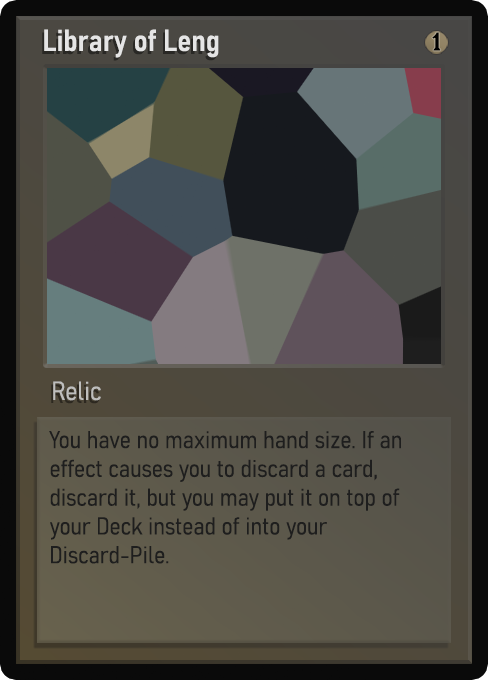 Library of Leng
1
Relic
You have no maximum hand size. If an
effect causes you to discard a card,
discard it, but you may put it on top of
your Deck instead of into your
Discard-Pile.